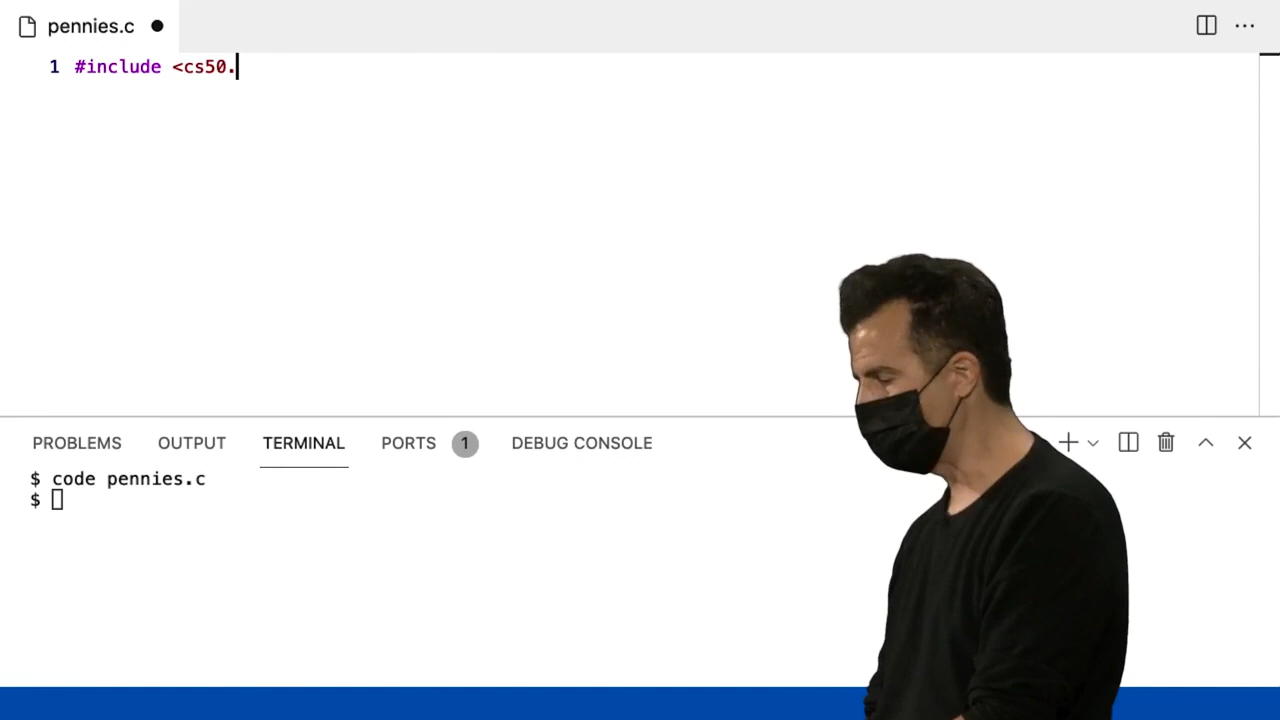 pennies.c
1 #include <cs50.
PROBLEMS OUTPUT TERMINAL PORTS 1 DEBUG CONSOLE
$ code pennies.c
$